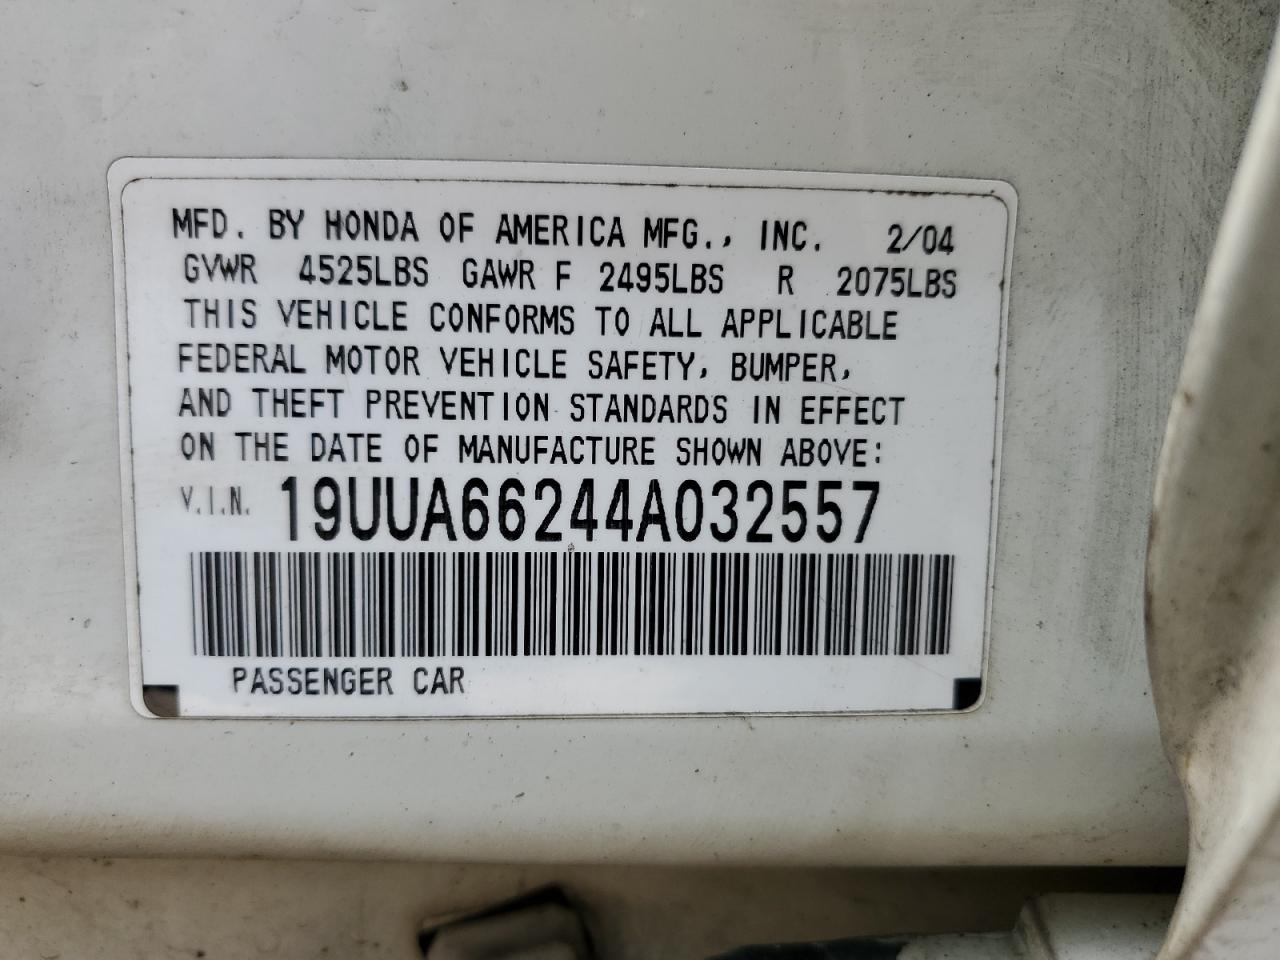 MFD. BY HONDA OF AMERICA MFG., INC. 2/04
GVWR 4525LBS GAWR F 2495LBS R 2075LBS
THIS VEHICLE CONFORMS TO ALL APPLICABLE
FEDERAL MOTOR VEHICLE SAFETY, BUMPER,
AND THEFT PREVENTION STANDARDS IN EFFECT
ON THE DATE OF MANUFACTURE SHOWN ABOVE:
V.I.N. 19UUA66244A032557
PASSENGER CAR